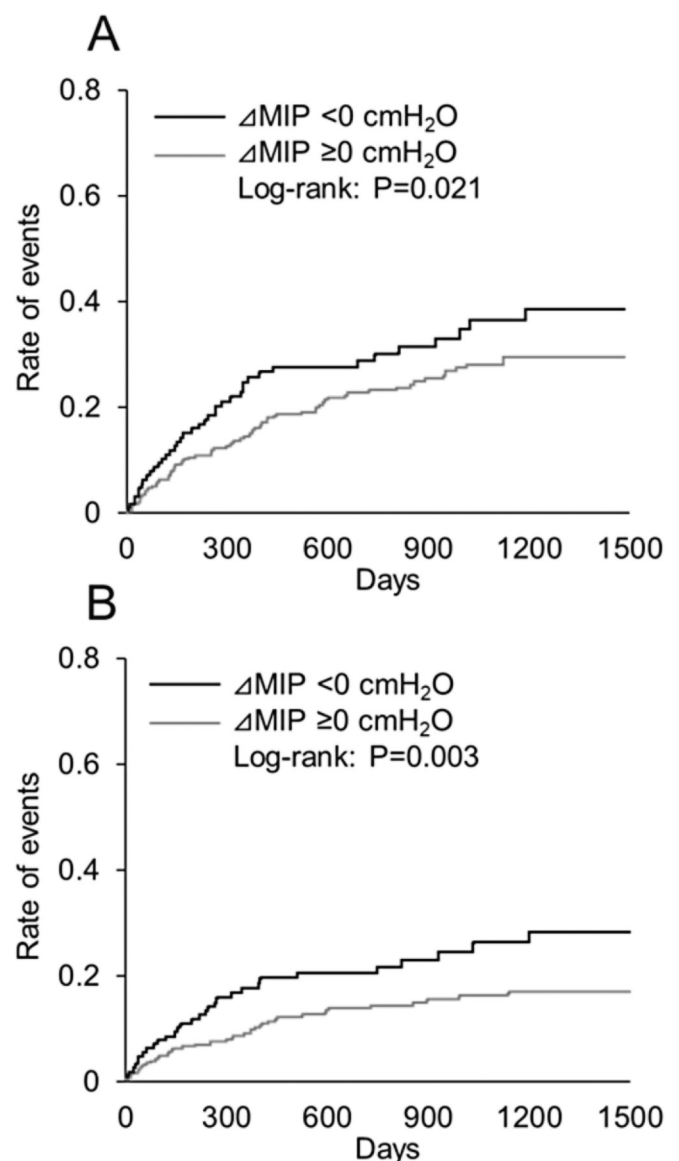 A
0.8
⊿MIP <0 cmH₂O
⊿MIP ≥0 cmH₂O
Log-rank: P=0.021
0.6
0.4
0.2
0
Rate of events
0 300 600 900 1200 1500
Days
B
0.8
⊿MIP <0 cmH₂O
⊿MIP ≥0 cmH₂O
Log-rank: P=0.003
0.6
0.4
0.2
0
Rate of events
0 300 600 900 1200 1500
Days